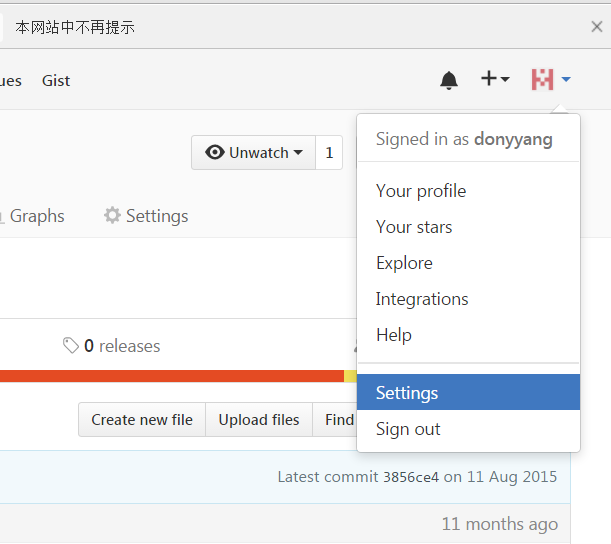 本网站中不再提示
ues Gist
Signed in as donyyang
Unwatch 1
Your profile
Graphs Settings
Your stars
Explore
Integrations
Help
0 releases
Settings
Create new file Upload files Find
Sign out
Latest commit 3856ce4 on 11 Aug 2015
11 months ago